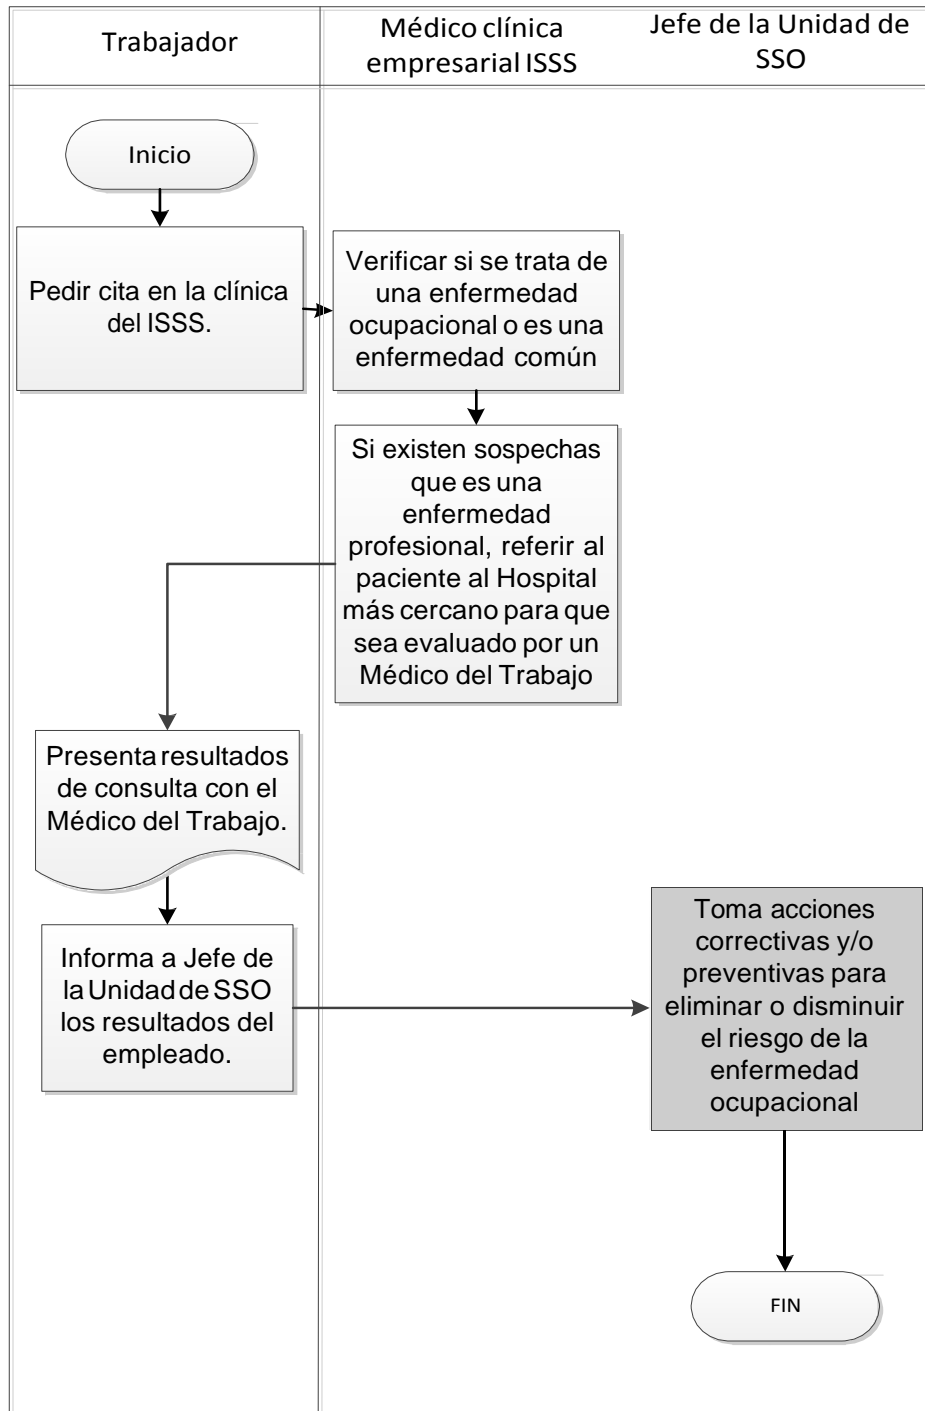 Trabajador
Médico clínica
empresarial ISSS
Jefe de la Unidad de
SSO
Inicio
Pedir cita en la clínica
del ISSS.
Verificar si se trata de
una enfermedad
ocupacional o es una
enfermedad común
Si existen sospechas
que es una
enfermedad
profesional, referir al
paciente al Hospital
más cercano para que
sea evaluado por un
Médico del Trabajo
Presenta resultados
de consulta con el
Médico del Trabajo.
Informa a Jefe de
la Unidad de SSO
los resultados del
empleado.
Toma acciones
correctivas y/o
preventivas para
eliminar o disminuir
el riesgo de la
enfermedad
ocupacional
FIN